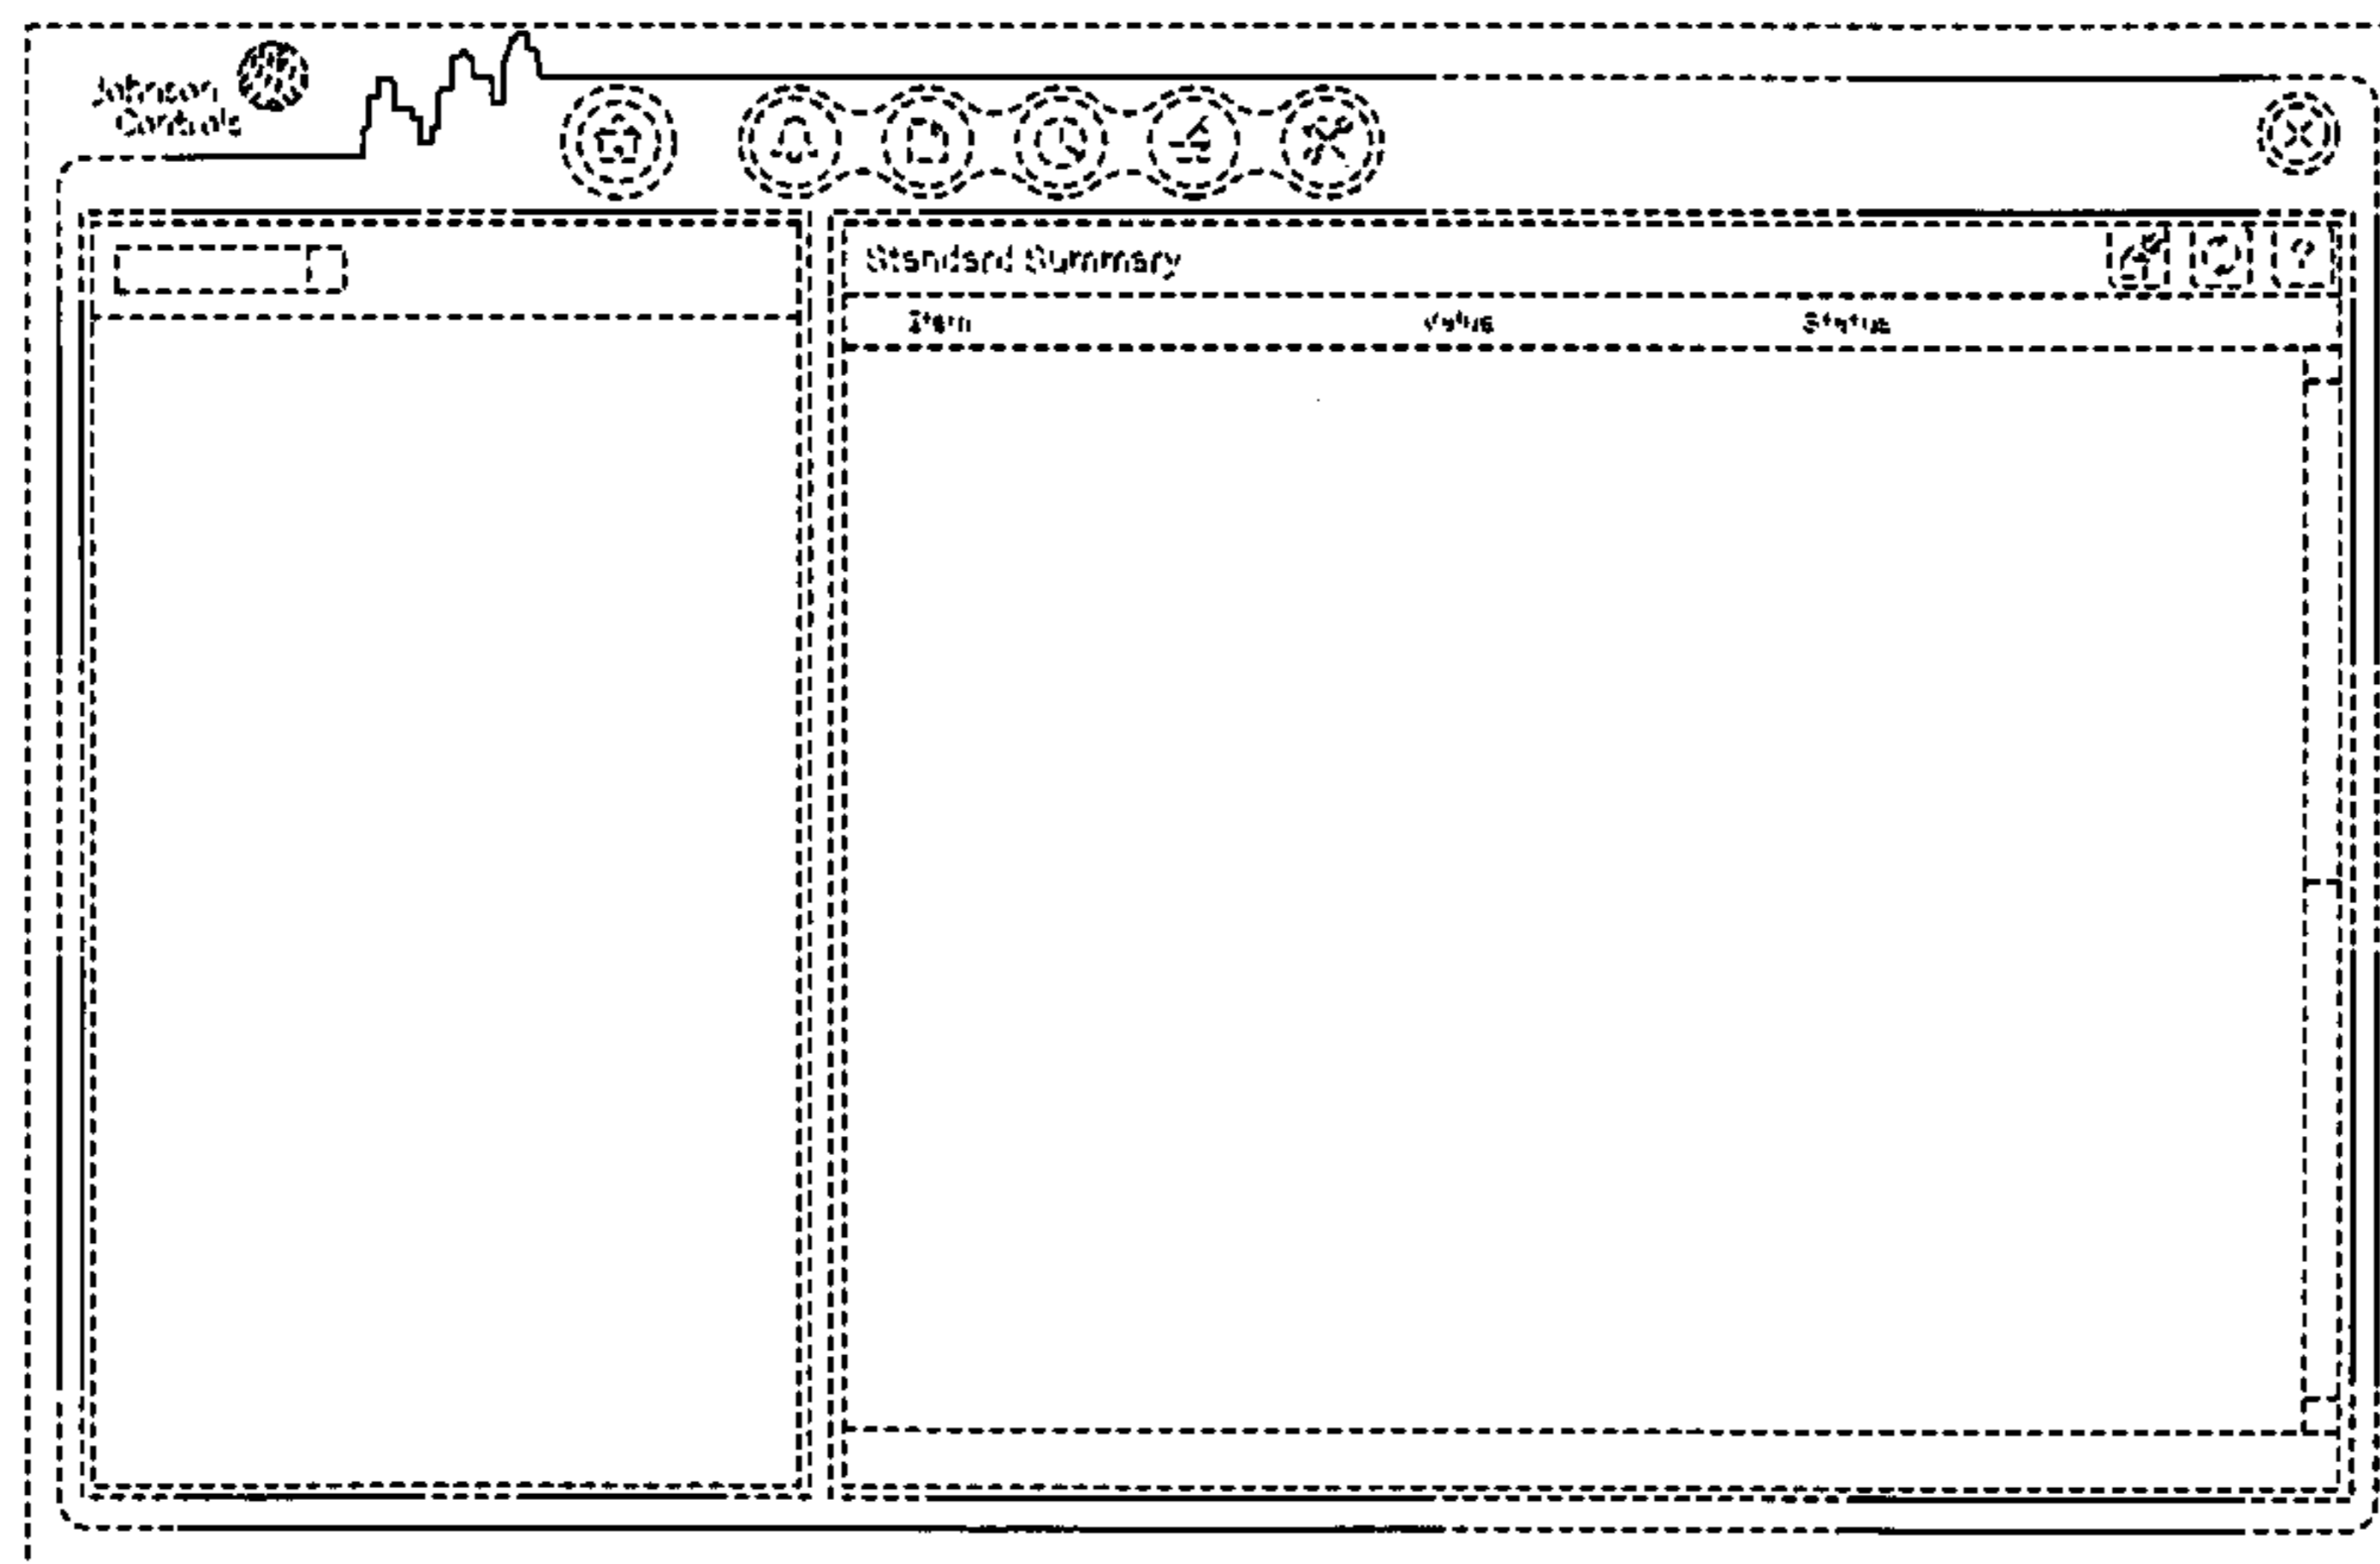 Johnson
Controls
Standard Summary
Item Value Status
?